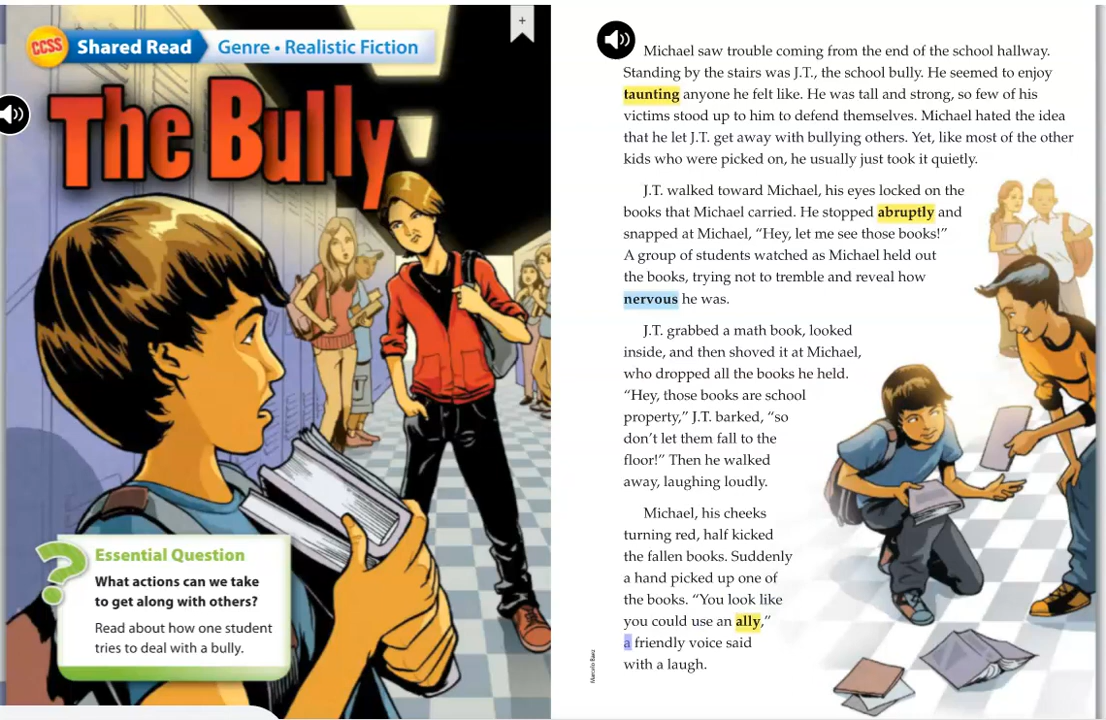 CCSS Shared Read Genre • Realistic Fiction
The Bully
Essential Question
What actions can we take
to get along with others?
Read about how one student
tries to deal with a bully.
Michael saw trouble coming from the end of the school hallway.
Standing by the stairs was J.T., the school bully. He seemed to enjoy
taunting anyone he felt like. He was tall and strong, so few of his
victims stood up to him to defend themselves. Michael hated the idea
that he let J.T. get away with bullying others. Yet, like most of the other
kids who were picked on, he usually just took it quietly.
J.T. walked toward Michael, his eyes locked on the
books that Michael carried. He stopped abruptly and
snapped at Michael, “Hey, let me see those books!”
A group of students watched as Michael held out
the books, trying not to tremble and reveal how
nervous he was.
J.T. grabbed a math book, looked
inside, and then shoved it at Michael,
who dropped all the books he held.
“Hey, those books are school
property,” J.T. barked, “so
don’t let them fall to the
floor!” Then he walked
away, laughing loudly.
Michael, his cheeks
turning red, half kicked
the fallen books. Suddenly
a hand picked up one of
the books. “You look like
you could use an ally,”
a friendly voice said
with a laugh.
Marcelo Baez